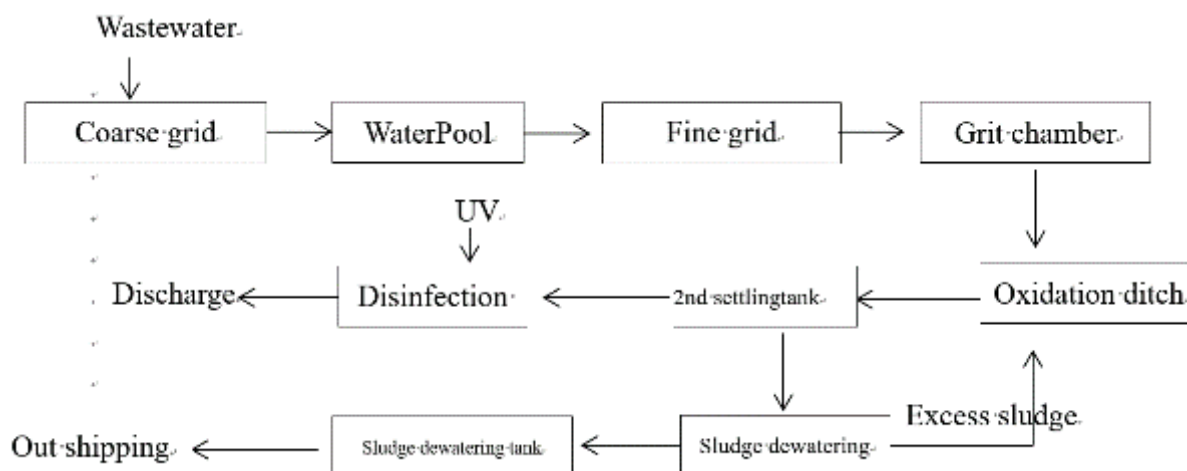 Wastewater
Coarse grid
WaterPool
Fine grid
Grit chamber
UV
Discharge
Disinfection
2nd settlingtank
Oxidation ditch
Excess sludge
Out shipping
Sludge dewatering tank
Sludge dewatering